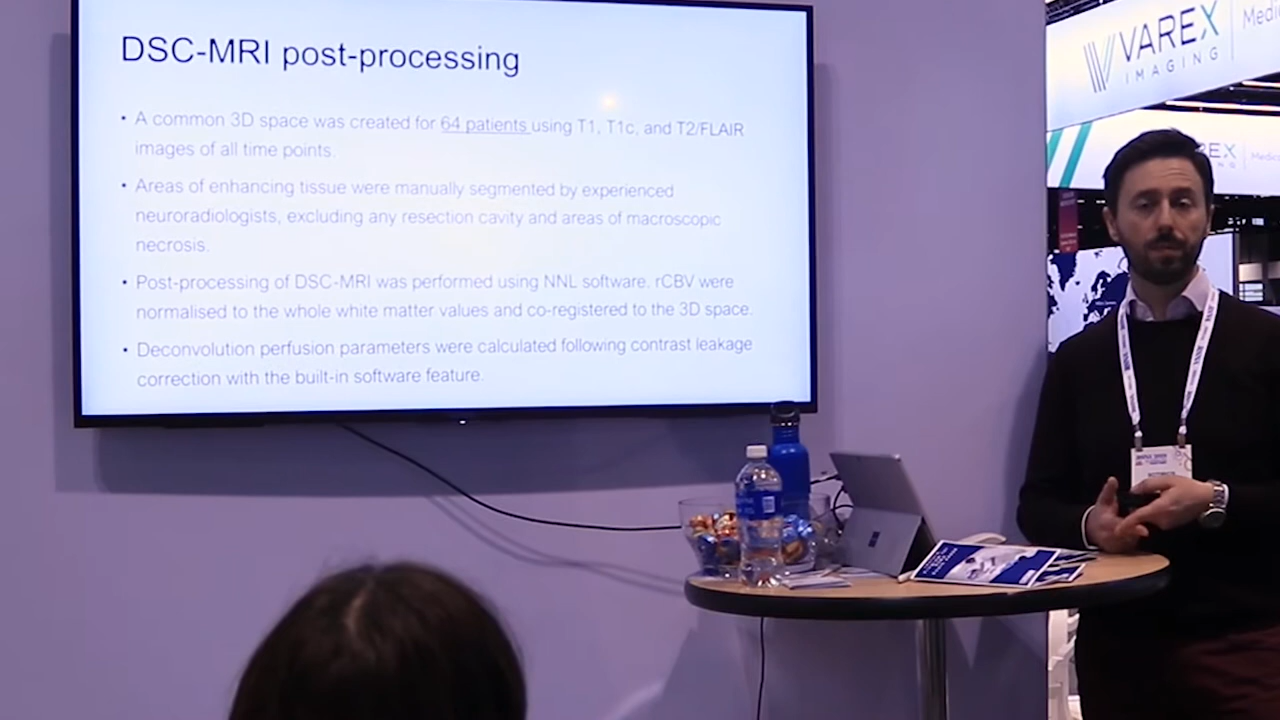 DSC-MRI post-processing
• A common 3D space was created for 64 patients using T1, T1c, and T2/FLAIR
images of all time points.
• Areas of enhancing tissue were manually segmented by experienced
neuroradiologists, excluding any resection cavity and areas of macroscopic
necrosis.
• Post-processing of DSC-MRI was performed using NNL software. rCBV were
normalised to the whole white matter values and co-registered to the 3D space.
• Deconvolution perfusion parameters were calculated following contrast leakage
correction with the built-in software feature.
VAREX
IMAGING
Medic
REX
Medic